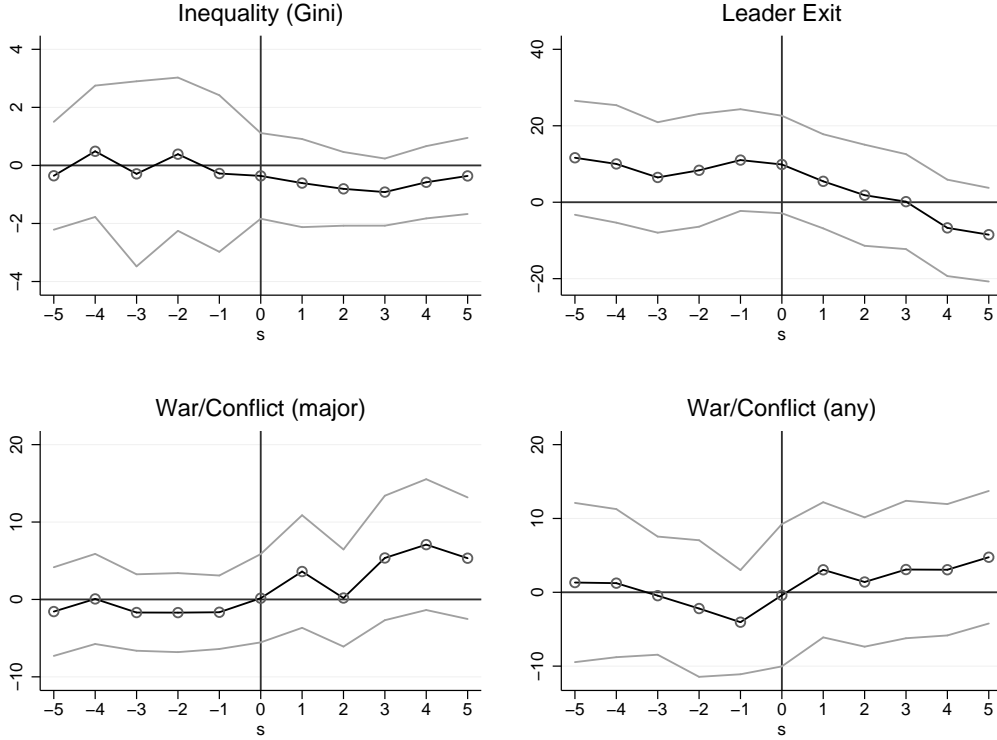 Inequality (Gini)
4
2
0
−2
−4
−5 −4 −3 −2 −1 0 1 2 3 4 5
s
Leader Exit
40
20
0
−20
−5 −4 −3 −2 −1 0 1 2 3 4 5
s
War/Conflict (major)
20
10
0
−10
−5 −4 −3 −2 −1 0 1 2 3 4 5
s
War/Conflict (any)
20
10
0
−10
−5 −4 −3 −2 −1 0 1 2 3 4 5
s